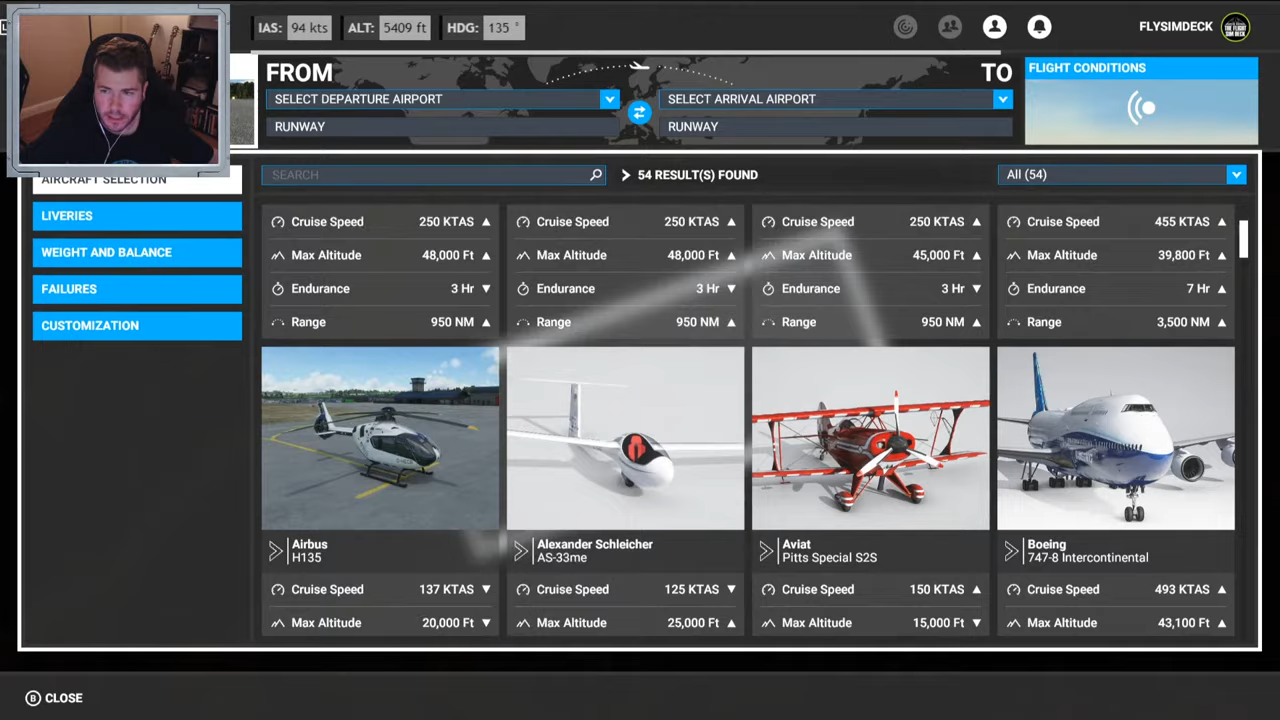 IAS: 94 kts ALT: 5409 ft HDG: 135 °
FLYSIMDECK
FROM
TO
SELECT DEPARTURE AIRPORT
SELECT ARRIVAL AIRPORT
RUNWAY
RUNWAY
FLIGHT CONDITIONS
AIRCRAFT SELECTION
LIVERIES
WEIGHT AND BALANCE
FAILURES
CUSTOMIZATION
SEARCH
54 RESULT(S) FOUND
All (54)
Cruise Speed 250 KTAS
Max Altitude 48,000 Ft
Endurance 3 Hr
Range 950 NM
Cruise Speed 250 KTAS
Max Altitude 48,000 Ft
Endurance 3 Hr
Range 950 NM
Cruise Speed 250 KTAS
Max Altitude 45,000 Ft
Endurance 3 Hr
Range 950 NM
Cruise Speed 455 KTAS
Max Altitude 39,800 Ft
Endurance 7 Hr
Range 3,500 NM
Airbus
H135
Cruise Speed 137 KTAS
Max Altitude 20,000 Ft
Alexander Schleicher
AS-33me
Cruise Speed 125 KTAS
Max Altitude 25,000 Ft
Aviat
Pitts Special S2S
Cruise Speed 150 KTAS
Max Altitude 15,000 Ft
Boeing
747-8 Intercontinental
Cruise Speed 493 KTAS
Max Altitude 43,100 Ft
B CLOSE